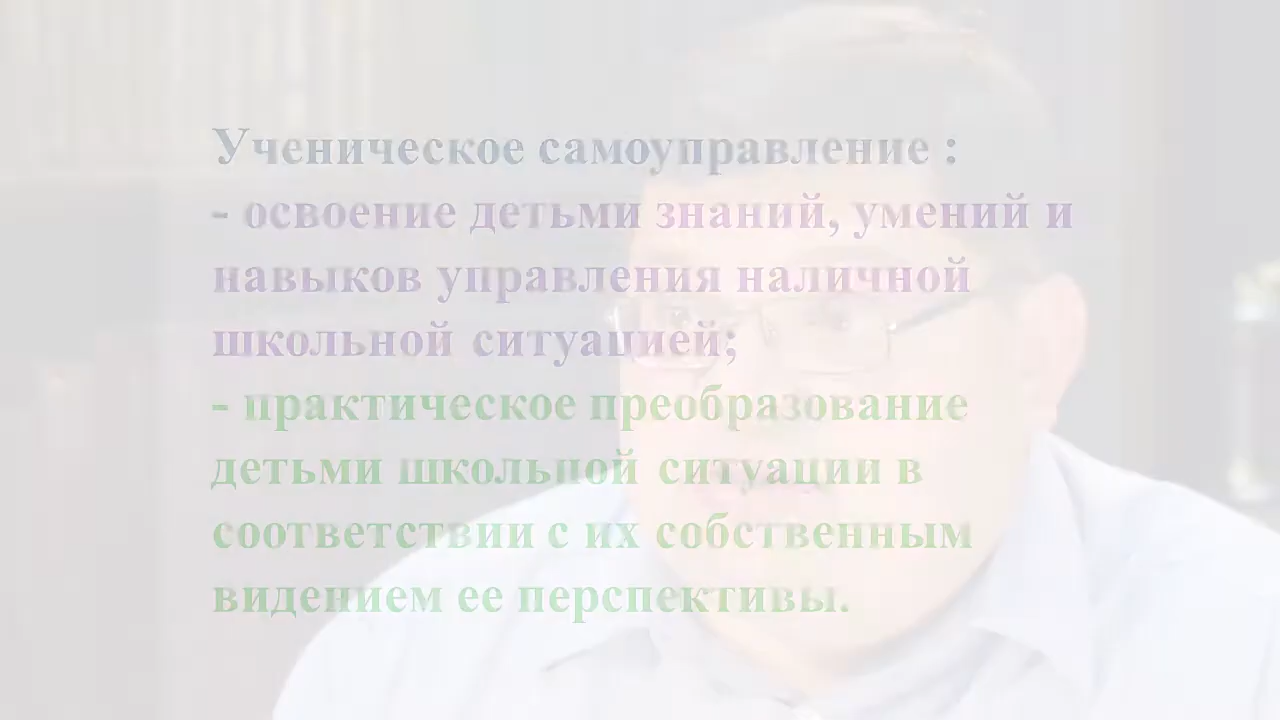 Ученическое самоуправление :
- освоение детьми знаний, умений и
навыков управления наличной
школьной ситуацией;
- практическое преобразование
детьми школьной ситуации в
соответствии с их собственным
видением ее перспективы.